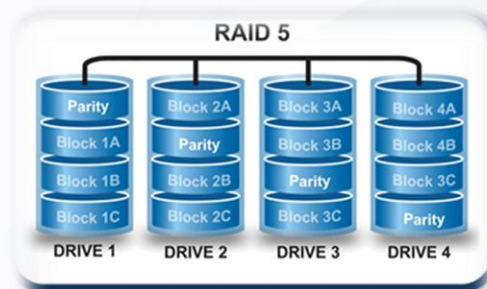 RAID 5
Parity Block 2A Block 3A Block 4A
Block 1A Parity Block 3B Block 4B
Block 1B Block 2B Parity Block 3C
Block 1C Block 2C Block 3C Parity
DRIVE 1 DRIVE 2 DRIVE 3 DRIVE 4